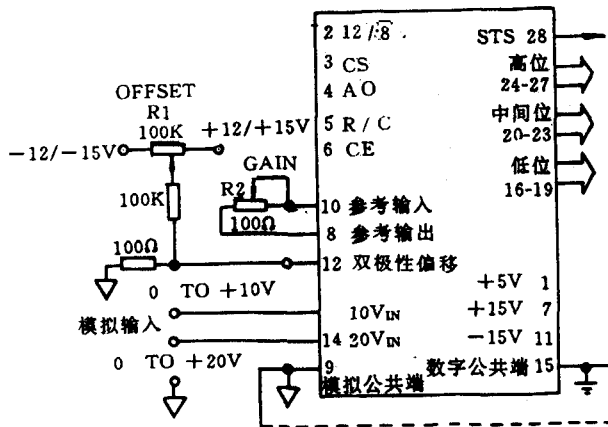 2 12/8
STS 28
3 CS
高位
4 AO
24-27
OFFSET
R1
中间位
100K
+12/+15V
5 R/C
20-23
-12/-15V
6 CE
低位
GAIN
16-19
R2
100K
100Ω
10 参考输入
8 参考输出
100Ω
12 双极性偏移
0 TO +10V
+5V 1
10VIN
+15V 7
模拟输入
14 20VIN
-15V 11
0 TO +20V
9
数字公共端 15
模拟公共端